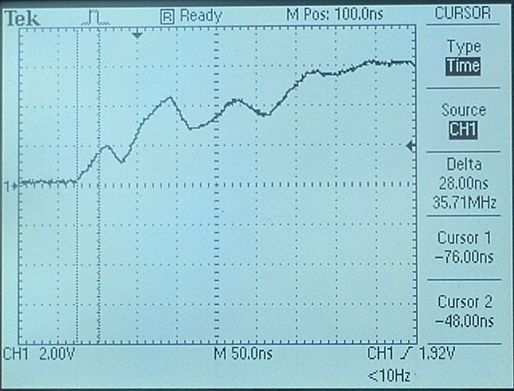 Tek R Ready M Pos: 100.0ns CURSOR
Type
Time
Source
CH1
Delta
28.00ns
35.71MHz
1
Cursor 1
-76.00ns
Cursor 2
-48.00ns
CH1 2.00V M 50.0ns CH1 1.92V
<10Hz